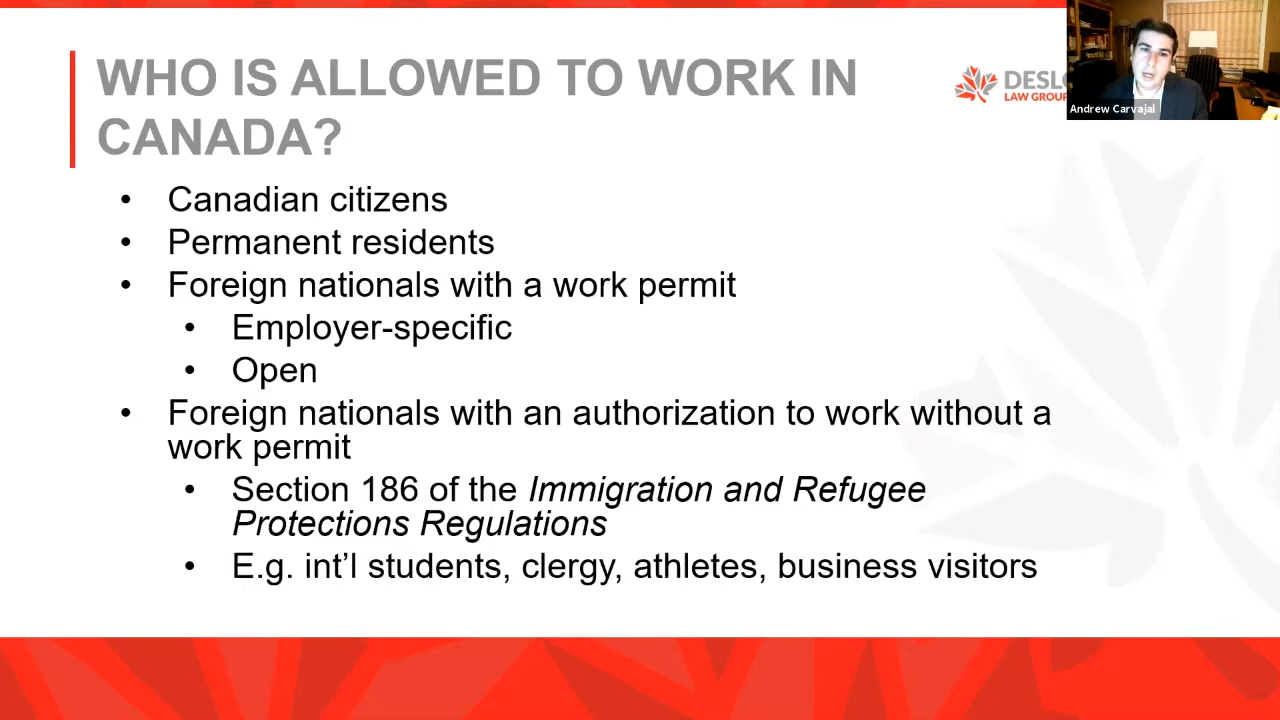 WHO IS ALLOWED TO WORK IN
CANADA?
DESLO
LAW GROUP
Andrew Carvajal
• Canadian citizens
• Permanent residents
• Foreign nationals with a work permit
• Employer-specific
• Open
• Foreign nationals with an authorization to work without a
work permit
• Section 186 of the Immigration and Refugee
Protections Regulations
• E.g. int’l students, clergy, athletes, business visitors